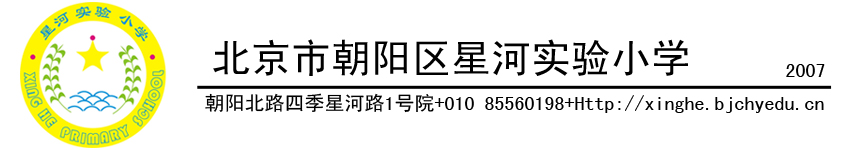 星河实验小学
XING HE PRIMARY SCHOOL
北京市朝阳区星河实验小学
2007
朝阳北路四季星河路1号院+010 85560198+Http://xinghe.bjchyedu.cn